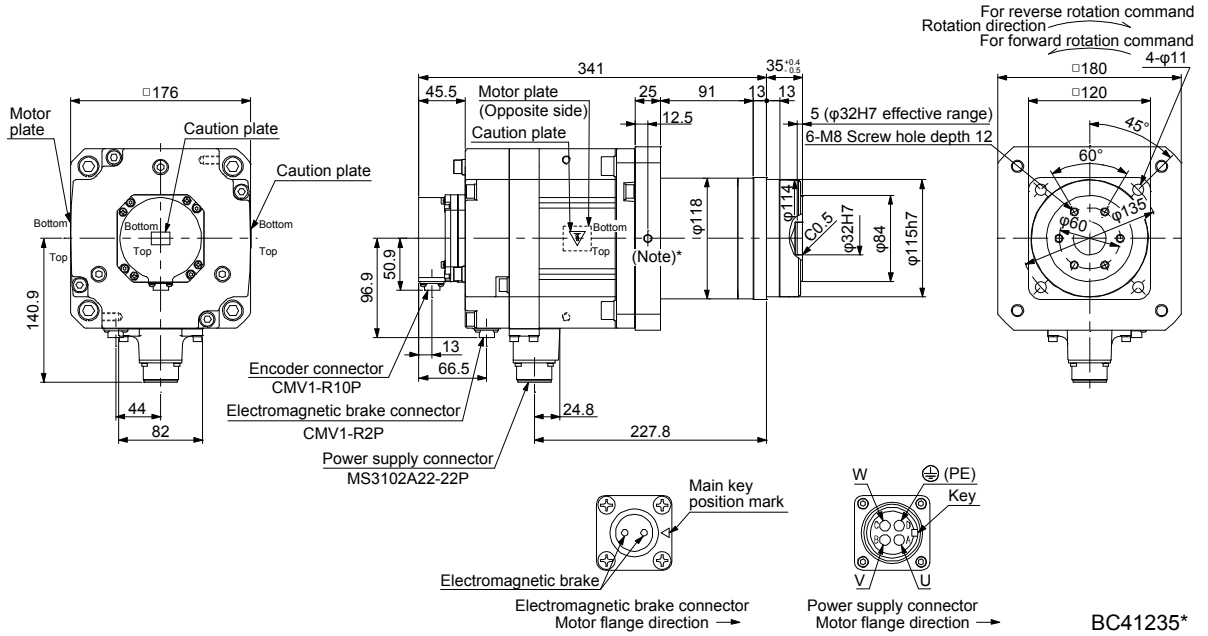 For reverse rotation command
Rotation direction
For forward rotation command
4-φ11
341
35 +0.4 -0.5
□180
□176
45.5
Motor plate
(Opposite side)
25
91
13
13
□120
Motor
plate
Caution plate
Caution plate
12.5
5 (φ32H7 effective range)
6-M8 Screw hole depth 12
45°
60°
Caution plate
Bottom
Top
Bottom
Top
Bottom
Top
Bottom
Top
(Note)*
φ118
φ114
C0.5
φ32H7
φ84
φ115h7
φ135
φ60
140.9
96.9
50.9
13
66.5
Encoder connector
CMV1-R10P
Electromagnetic brake connector
CMV1-R2P
Power supply connector
MS3102A22-22P
44
82
24.8
227.8
Main key
position mark
Electromagnetic brake
Electromagnetic brake connector
Motor flange direction →
W
(PE)
Key
C
D
B
A
V
U
Power supply connector
Motor flange direction →
BC41235*